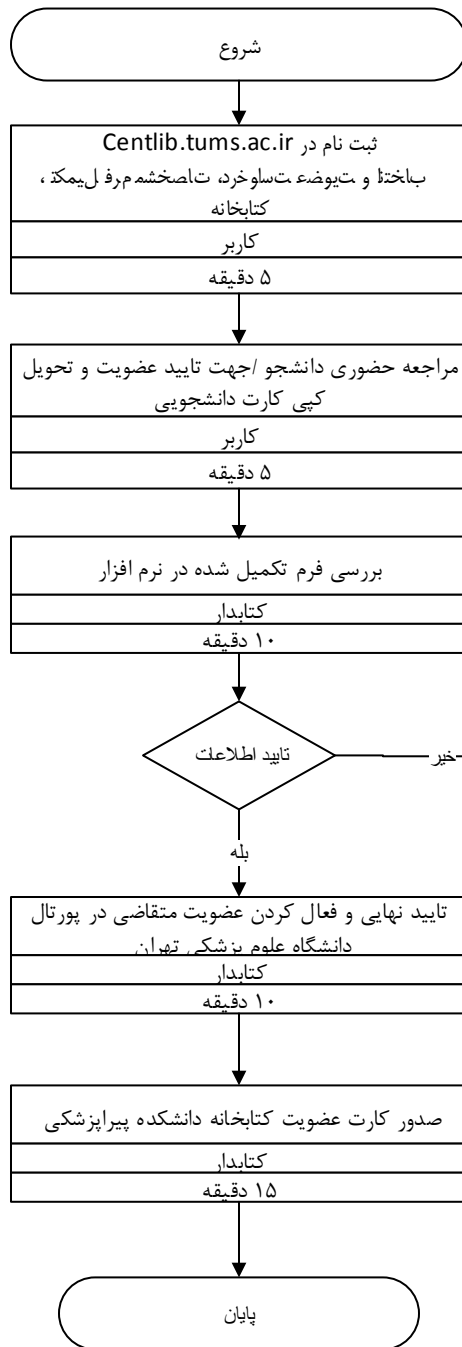 شروع
ثبت نام در Centlib.tums.ac.ir
باختنا و تیوضع تساوخرد، تاصخشم مرف لیمکت ،
کتابخانه
کاربر
۵ دقیقه
مراجعه حضوری دانشجو /جهت تایید عضویت و تحویل
کپی کارت دانشجویی
کاربر
۵ دقیقه
بررسی فرم تکمیل شده در نرم افزار
کتابدار
۱۰ دقیقه
تایید اطلاعات
خیر
بله
تایید نهایی و فعال کردن عضویت متقاضی در پورتال
دانشگاه علوم پزشکی تهران
کتابدار
۱۰ دقیقه
صدور کارت عضویت کتابخانه دانشکده پیراپزشکی
کتابدار
۱۵ دقیقه
پایان